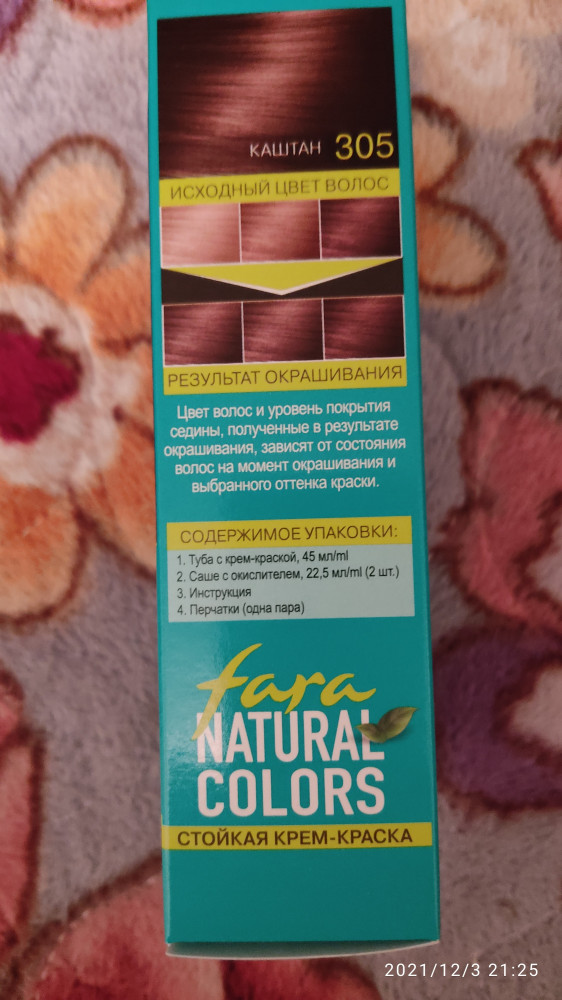 КАШТАН 305
ИСХОДНЫЙ ЦВЕТ ВОЛОС
РЕЗУЛЬТАТ ОКРАШИВАНИЯ
Цвет волос и уровень покрытия
седины, полученные в результате
окрашивания, зависят от состояния
волос на момент окрашивания и
выбранного оттенка краски.
СОДЕРЖИМОЕ УПАКОВКИ:
1. Туба с крем-краской, 45 мл/ml
2. Саше с окислителем, 22,5 мл/ml (2 шт.)
3. Инструкция
4. Перчатки (одна пара)
fara
NATURAL
COLORS
СТОЙКАЯ КРЕМ-КРАСКА
2021/12/3 21:25